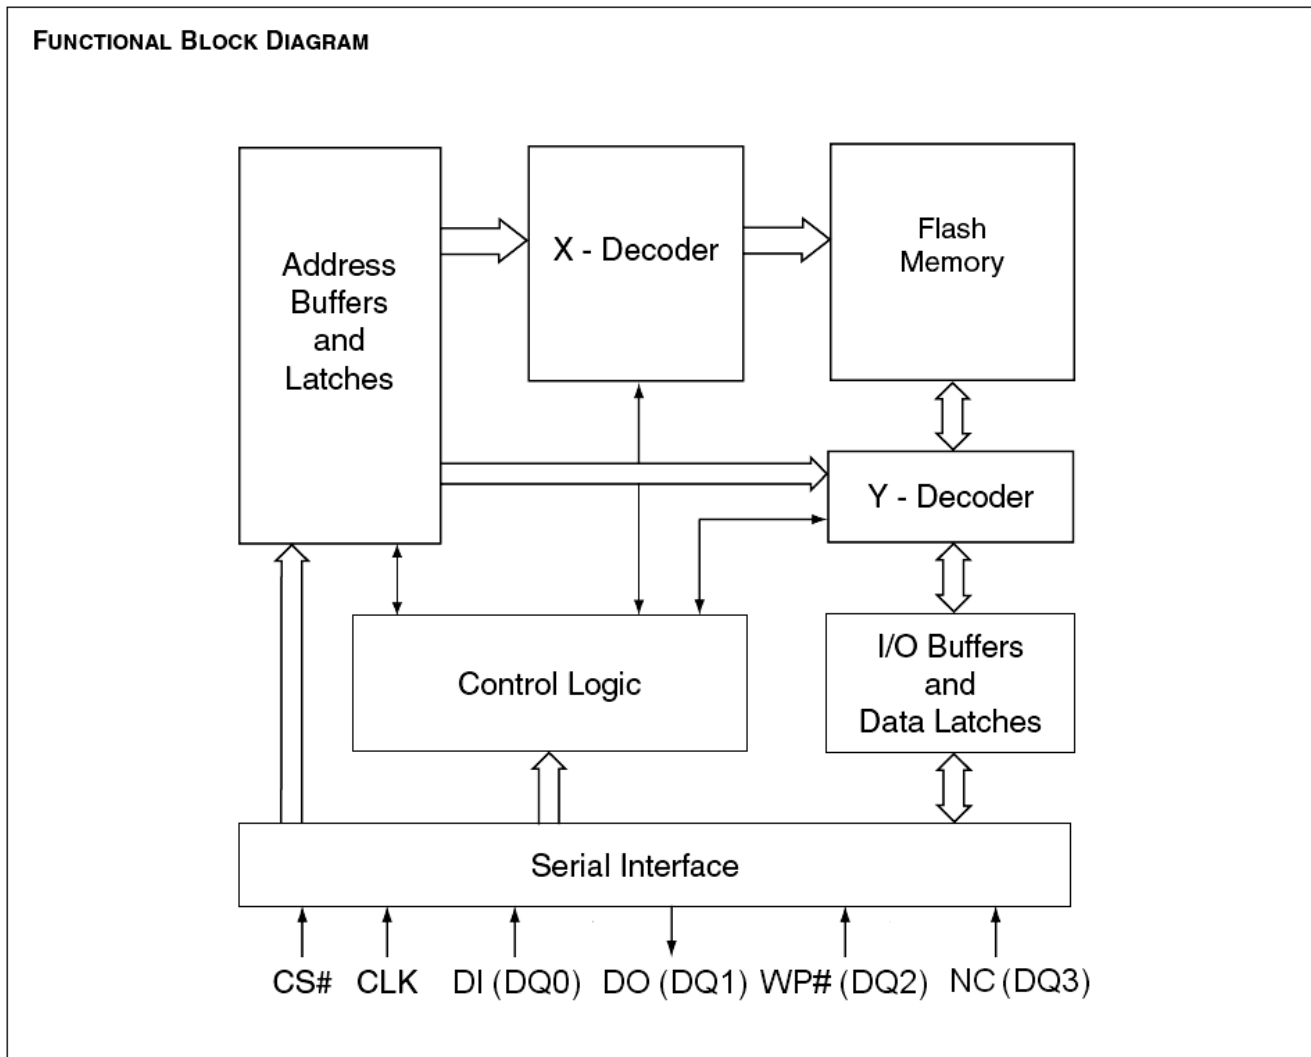 FUNCTIONAL BLOCK DIAGRAM
Address
Buffers
and
Latches
X - Decoder
Flash
Memory
Y - Decoder
Control Logic
I/O Buffers
and
Data Latches
Serial Interface
CS# CLK DI (DQ0) DO (DQ1) WP# (DQ2) NC (DQ3)